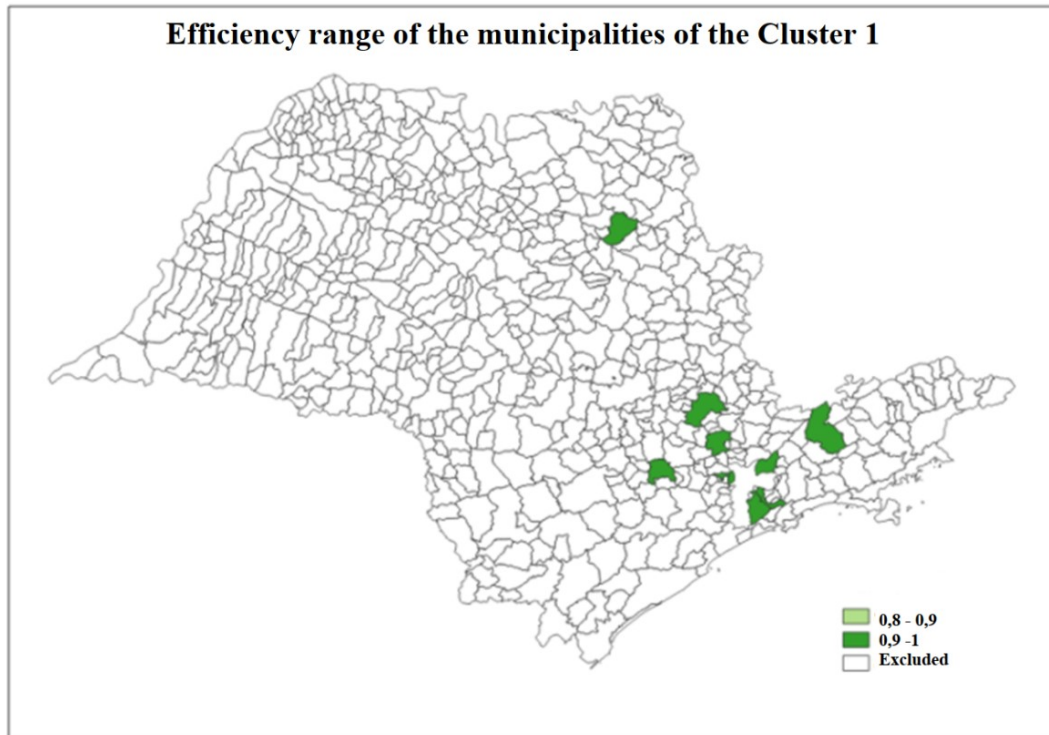 Efficiency range of the municipalities of the Cluster 1
0,8 - 0,9
0,9 -1
Excluded